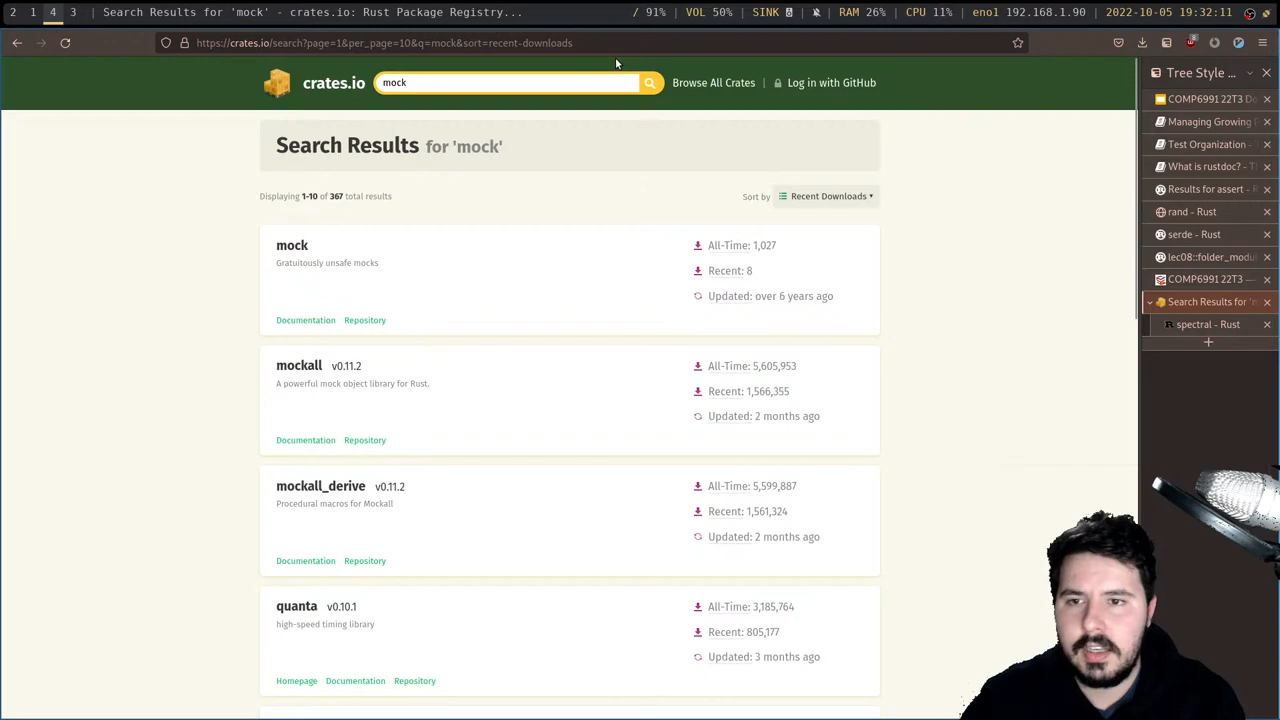 2 1 4 3 | Search Results for 'mock' - crates.io: Rust Package Registry...
/ 91% | VOL 50% | SINK | RAM 26% | CPU 11% | eno1 192.168.1.90 | 2022-10-05 19:32:11
https://crates.io/search?page=1&per_page=10&q=mock&sort=recent-downloads
crates.io
mock
Browse All Crates | Log in with GitHub
Search Results for 'mock'
Displaying 1-10 of 367 total results
Sort by Recent Downloads
mock
Gratuitously unsafe mocks
All-Time: 1,027
Recent: 8
Updated: over 6 years ago
Documentation Repository
mockall v0.11.2
A powerful mock object library for Rust.
All-Time: 5,605,953
Recent: 1,566,355
Updated: 2 months ago
Documentation Repository
mockall_derive v0.11.2
Procedural macros for Mockall
All-Time: 5,599,887
Recent: 1,561,324
Updated: 2 months ago
Documentation Repository
quanta v0.10.1
high-speed timing library
All-Time: 3,185,764
Recent: 805,177
Updated: 3 months ago
Homepage Documentation Repository
Tree Style ...
COMP6991 22T3 Do
Managing Growing
Test Organization -
What is rustdoc? - T
Results for assert -
rand - Rust
serde - Rust
lec08::folder_modu
COMP6991 22T3 -
Search Results for 'm
spectral - Rust